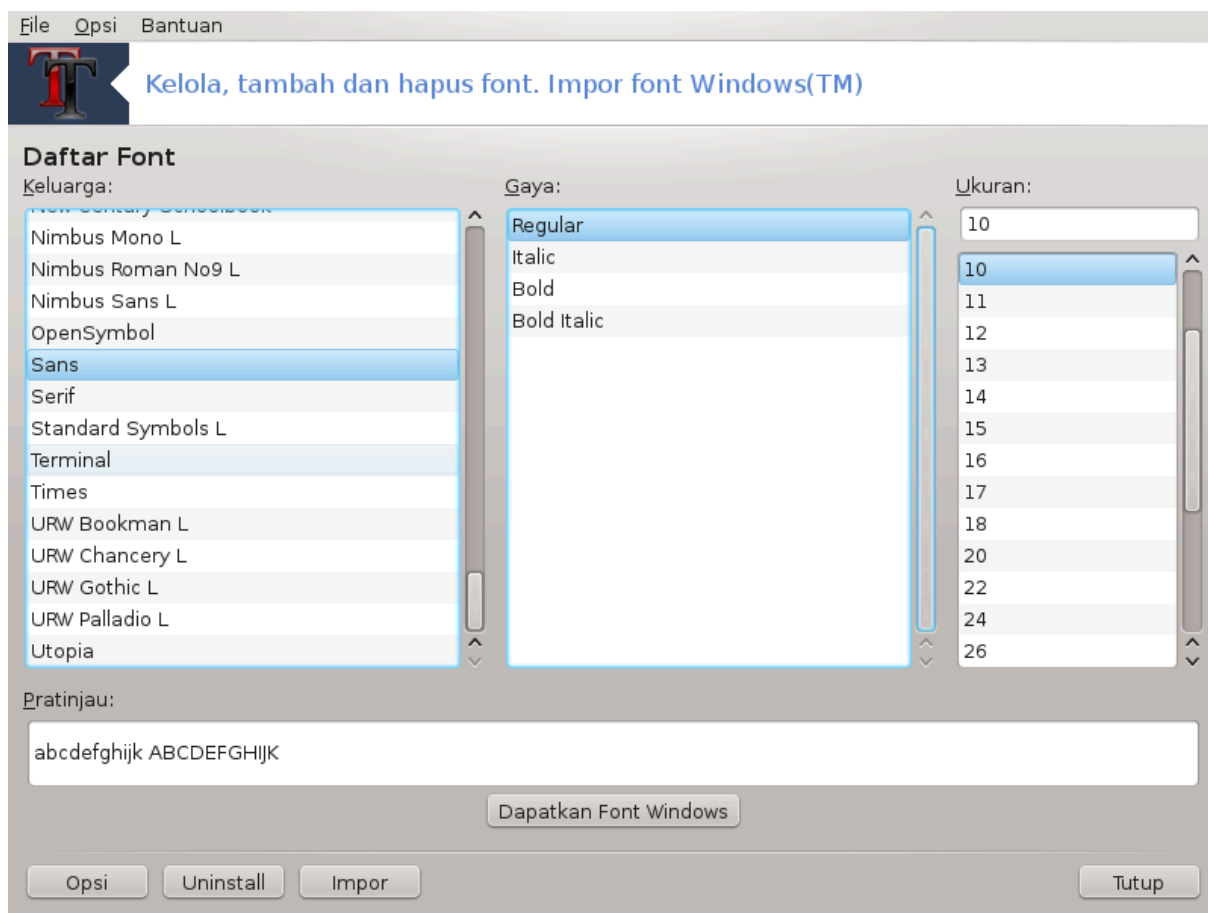 File Opsi Bantuan
Kelola, tambah dan hapus font. Impor font Windows(TM)
Daftar Font
Keluarga:
New Century Schoolbook
Nimbus Mono L
Nimbus Roman No9 L
Nimbus Sans L
OpenSymbol
Sans
Serif
Standard Symbols L
Terminal
Times
URW Bookman L
URW Chancery L
URW Gothic L
URW Palladio L
Utopia
Gaya:
Regular
Italic
Bold
Bold Italic
Ukuran:
10
10
11
12
13
14
15
16
17
18
20
22
24
26
Pratinjau:
abcdefghijk ABCDEFGHIJK
Dapatkan Font Windows
Opsi Uninstall Impor Tutup